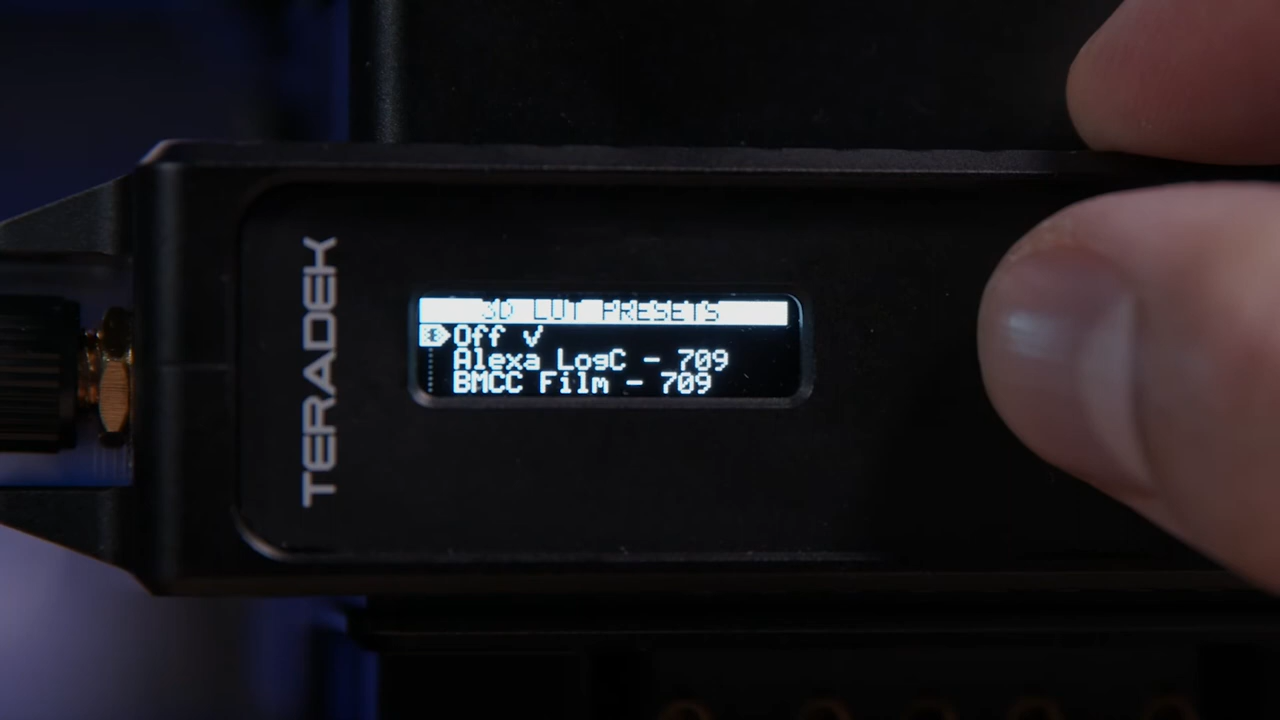 TERADEK
3D LUT PRESETS
Off √
Alexa LogC - 709
BMCC Film - 709